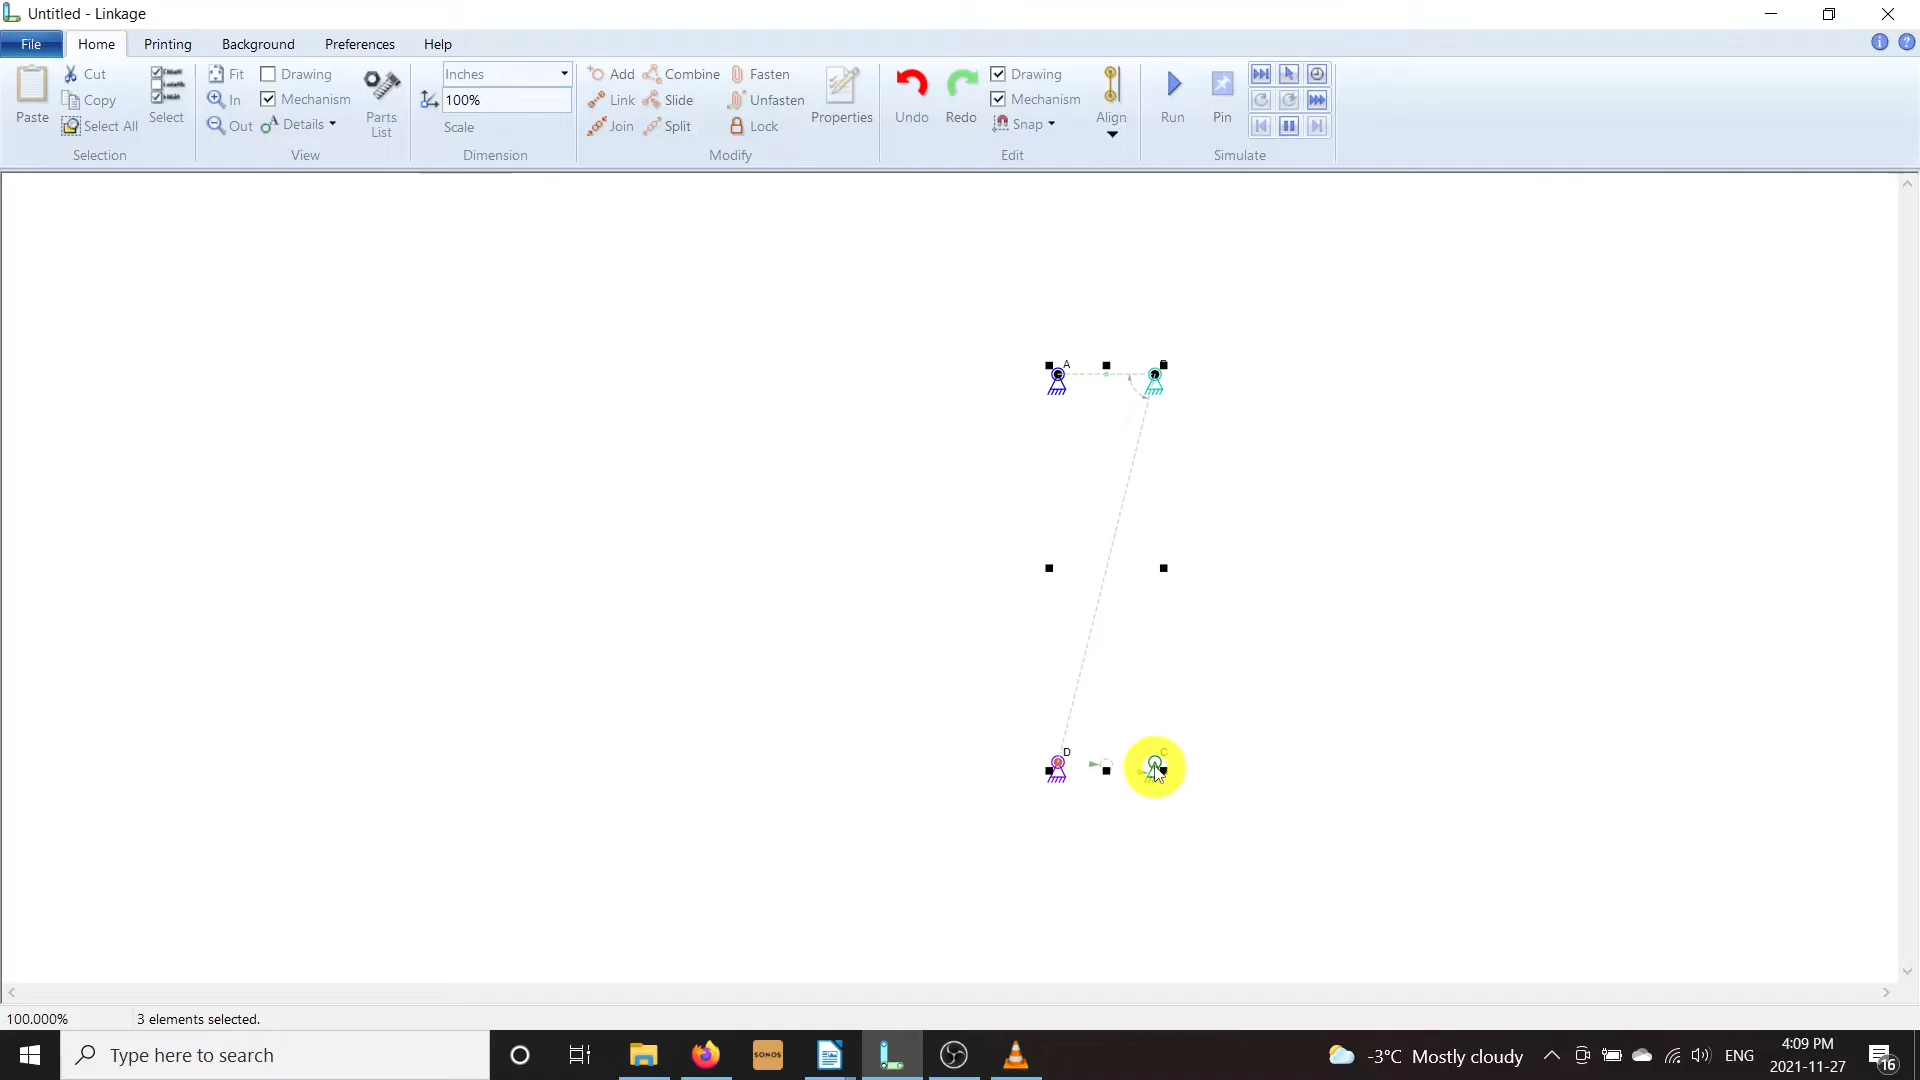 Untitled - Linkage
File Home Printing Background Preferences Help
Paste
Cut
Copy
Select All
Select
Selection
Fit
In
Out
Drawing
Mechanism
Details
Parts
List
View
Inches
100%
Scale
Dimension
Add
Link
Join
Combine
Slide
Split
Fasten
Unfasten
Lock
Properties
Modify
Undo
Redo
Drawing
Mechanism
Snap
Align
Edit
Run
Pin
Simulate
A
D
C
100.000% 3 elements selected.
Type here to search
SONOS
-3°C Mostly cloudy
ENG
4:09 PM
2021-11-27
16